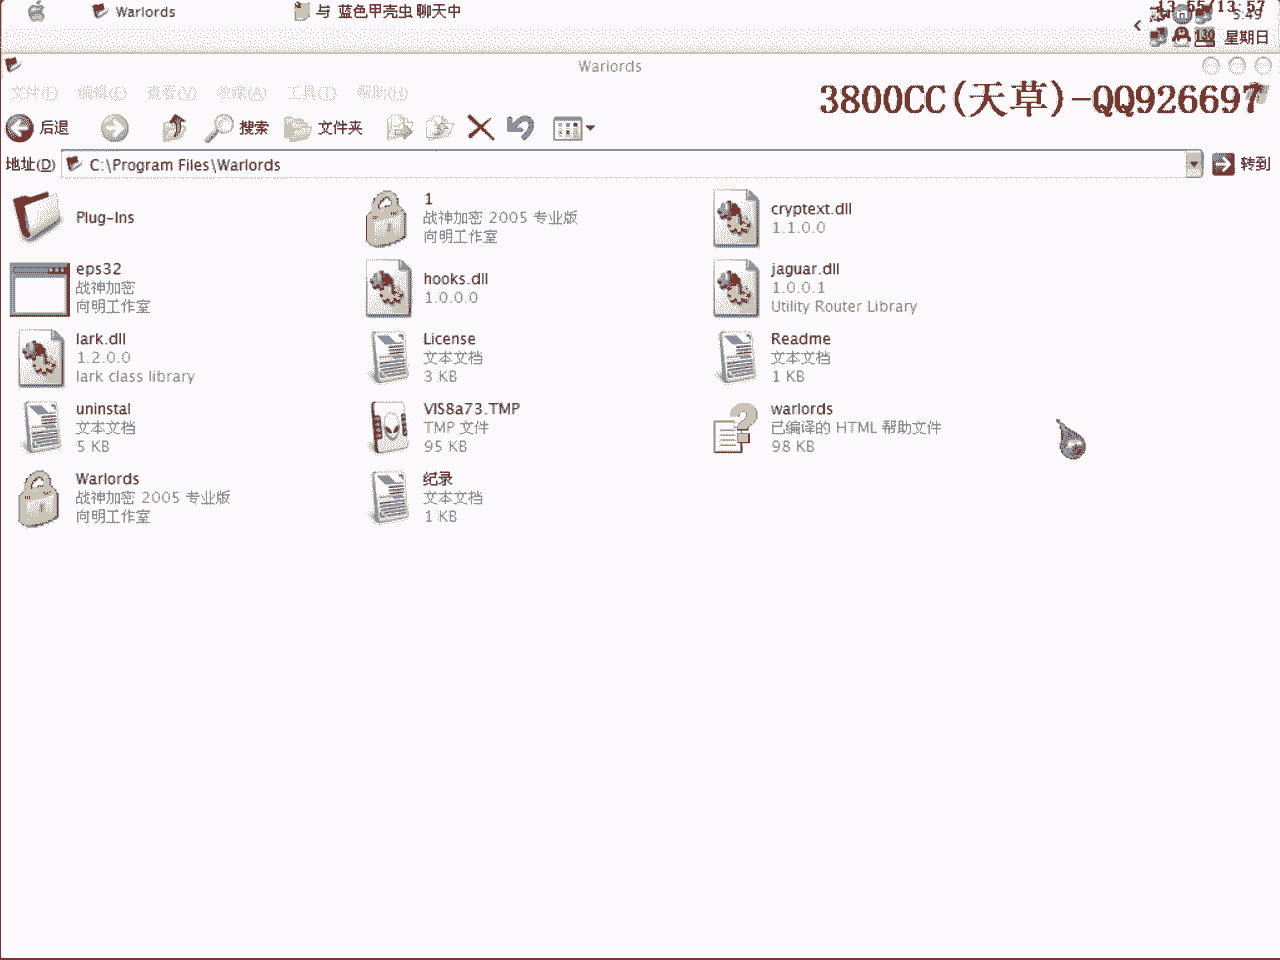 Warlords
与 蓝色甲壳虫 聊天中
13:55/13:57
5:49
130
星期日
Warlords
文件(F)
编辑(E)
查看(V)
收藏(A)
工具(T)
帮助(H)
3800CC(天草)-QQ926697
后退
搜索
文件夹
地址(D)
C:\Program Files\Warlords
转到
Plug-Ins
1
战神加密 2005 专业版
向明工作室
cryptext.dll
1.1.0.0
eps32
战神加密
向明工作室
hooks.dll
1.0.0.0
jaguar.dll
1.0.0.1
Utility Router Library
lark.dll
1.2.0.0
lark class library
License
文本文档
3 KB
Readme
文本文档
1 KB
uninstal
文本文档
5 KB
VIS8a73.TMP
TMP 文件
95 KB
warlords
已编译的 HTML 帮助文件
98 KB
Warlords
战神加密 2005 专业版
向明工作室
纪录
文本文档
1 KB